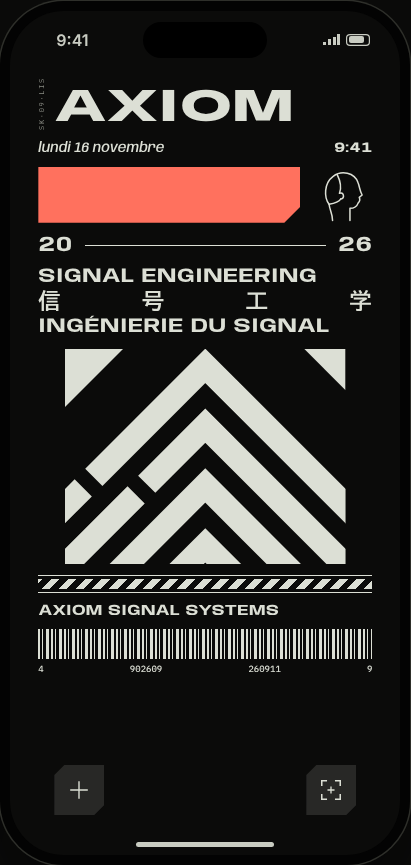 9:41
SK-09-LIS
AXIOM
lundi 16 novembre
9:41
20 26
SIGNAL ENGINEERING
信 号 工 学
INGÉNIERIE DU SIGNAL
AXIOM SIGNAL SYSTEMS
4 902609 260911 9